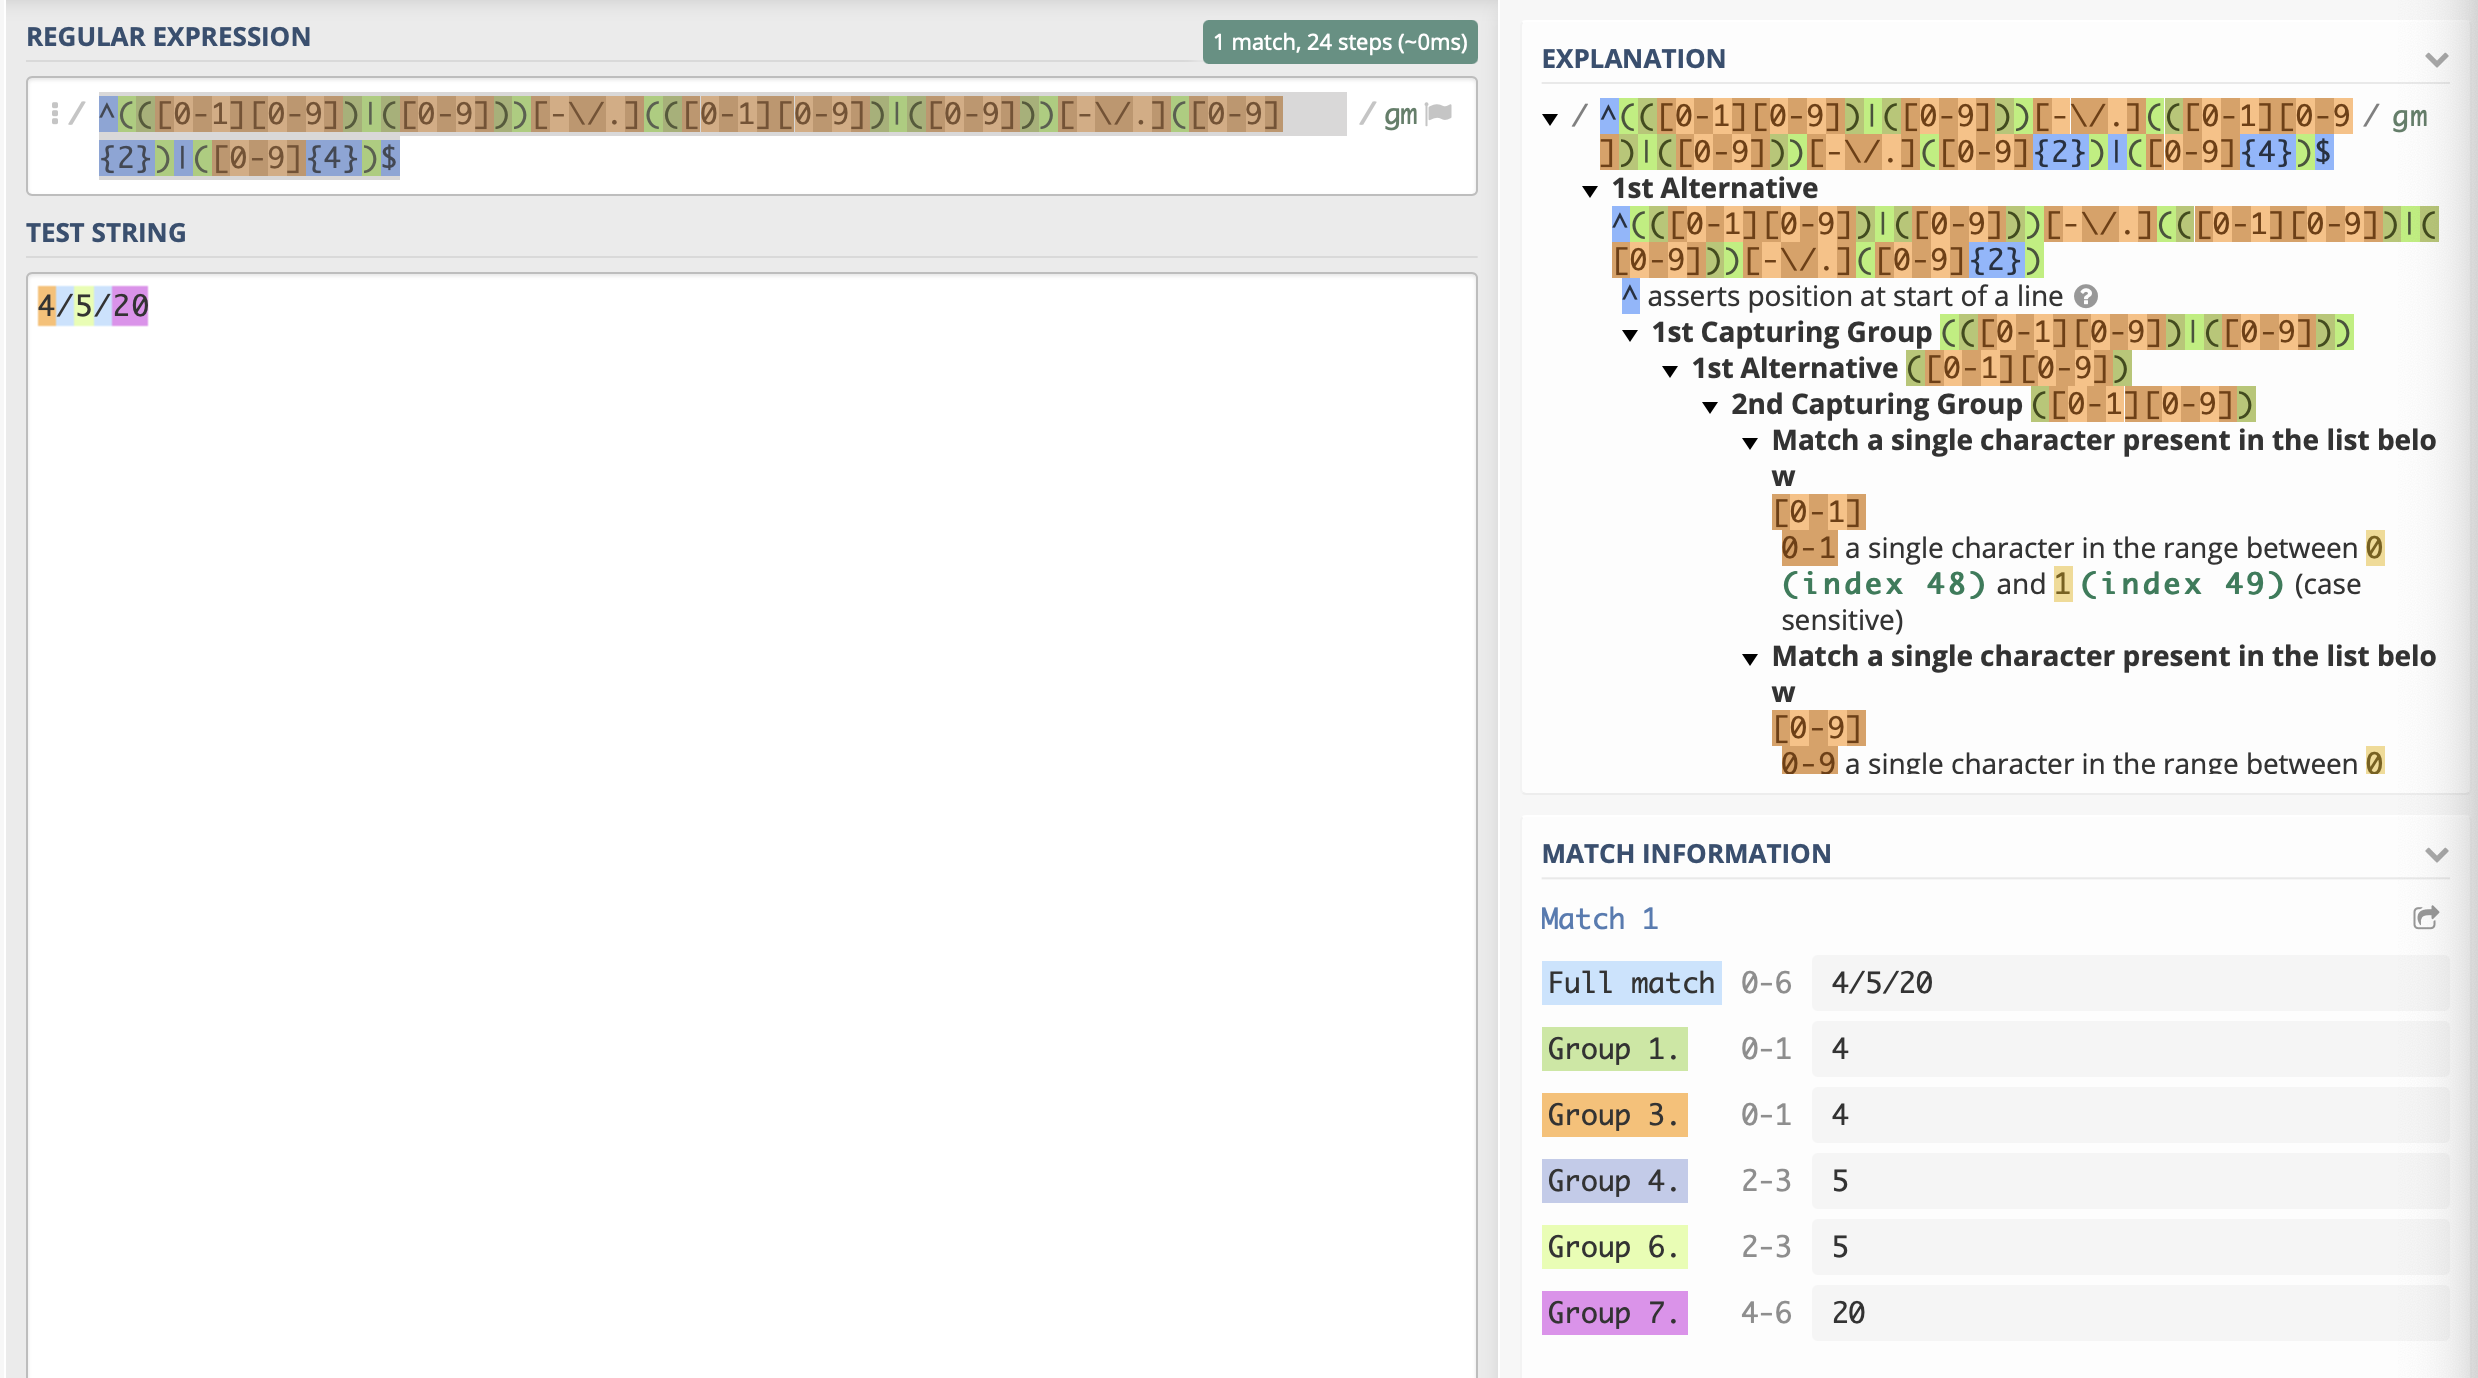 REGULAR EXPRESSION
1 match, 24 steps (~0ms)
/ ^(([0-1][0-9])|([0-9]))[-\/.](([0-1][0-9])|([0-9]))[-\/.]([0-9] / gm
{2})|([0-9]{4})$
TEST STRING
4/5/20
EXPLANATION
/ ^(([0-1][0-9])|([0-9]))[-\/.](([0-1][0-9 / gm
])|([0-9]))[-\/.]([0-9]{2})|([0-9]{4})$
1st Alternative
^(([0-1][0-9])|([0-9]))[-\/.](([0-1][0-9])|(
[0-9]))[-\/.]([0-9]{2})
^ asserts position at start of a line ?
1st Capturing Group (([0-1][0-9])|([0-9]))
1st Alternative ([0-1][0-9])
2nd Capturing Group ([0-1][0-9])
Match a single character present in the list belo
w
[0-1]
0-1 a single character in the range between 0
(index 48) and 1 (index 49) (case
sensitive)
Match a single character present in the list belo
w
[0-9]
0-9 a single character in the range between 0
MATCH INFORMATION
Match 1
Full match 0-6 4/5/20
Group 1. 0-1 4
Group 3. 0-1 4
Group 4. 2-3 5
Group 6. 2-3 5
Group 7. 4-6 20